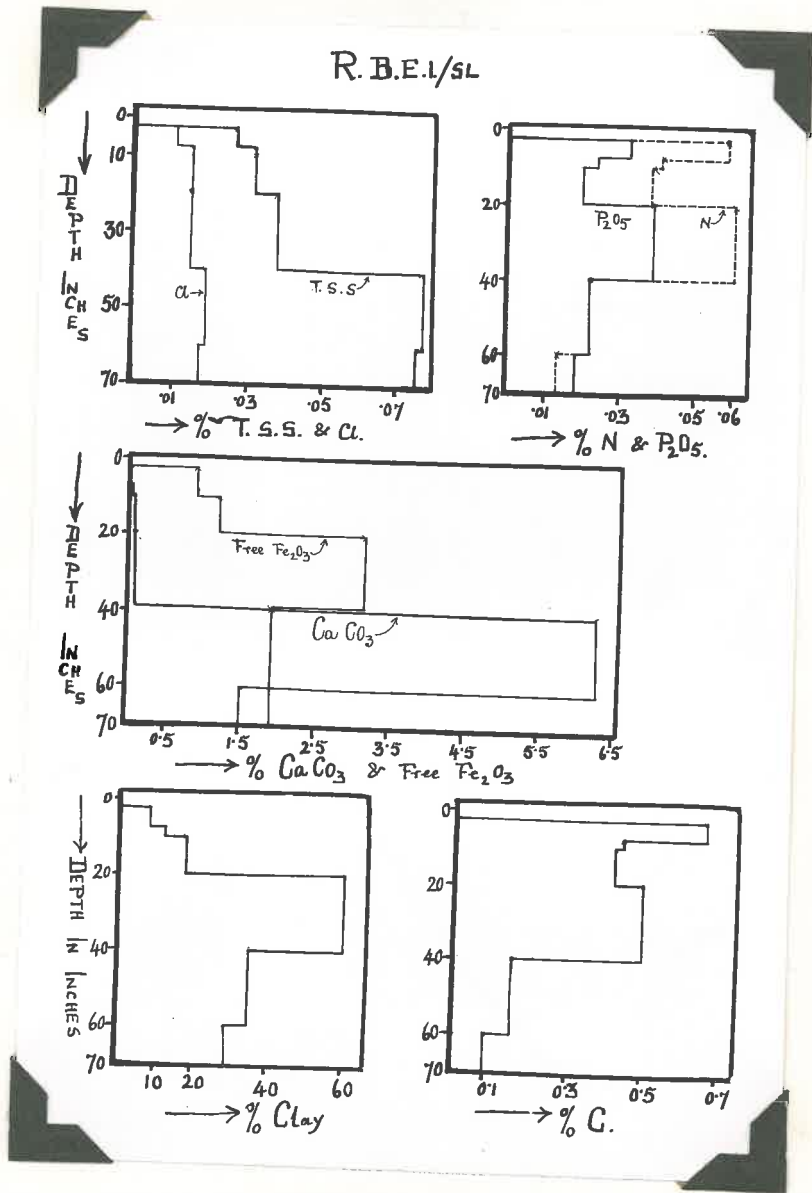 R.B.E.1/SL
0
10
30
50
70
DEPTH INCHES
Cl→
T.S.S
.01 .03 .05 .07
→ % T.S.S. & Cl.
0
20
40
60
70
P₂O₅
N
.01 .03 .05 .06
→ % N & P₂O₅.
0
20
40
60
70
DEPTH INCHES
Free Fe₂O₃
CaCO₃
0.5 1.5 2.5 3.5 4.5 5.5 6.5
→ % CaCO₃ & Free Fe₂O₃
0
20
40
60
70
DEPTH IN INCHES
10 20 40 60
→ % Clay
0
20
40
60
70
0.1 0.3 0.5 0.7
→ % C.